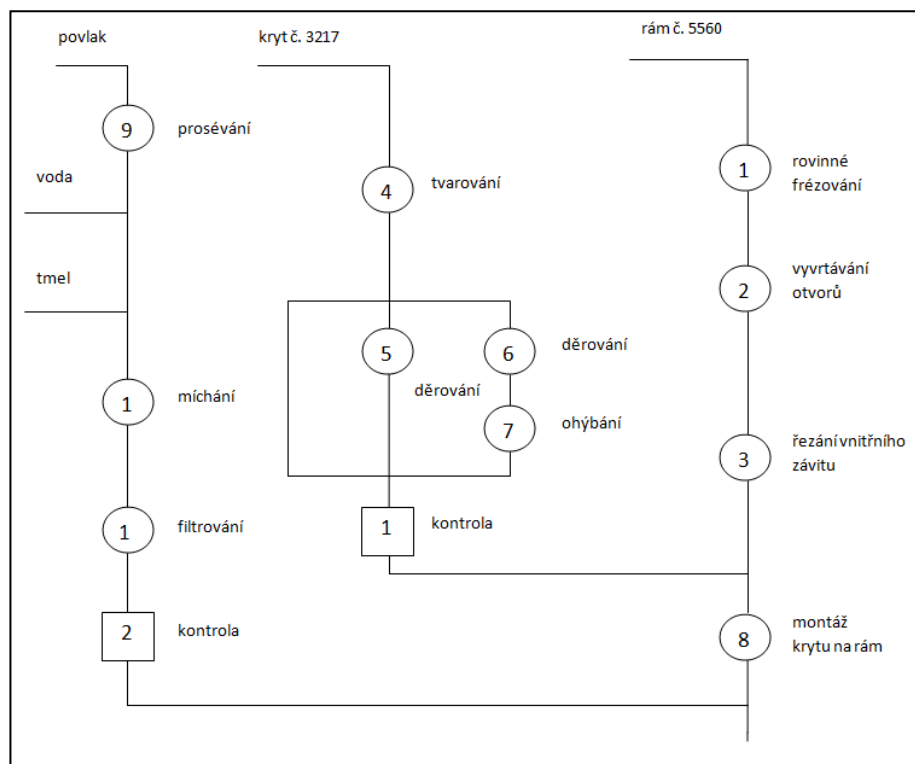 povlak
kryt č. 3217
rám č. 5560
9
prosévání
voda
tmel
1
míchání
1
filtrování
2
kontrola
4
tvarování
5
děrování
6
děrování
7
ohýbání
1
kontrola
1
rovinné
frézování
2
vyvrtávání
otvorů
3
řezání vnitřního
závitu
8
montáž
krytu na rám